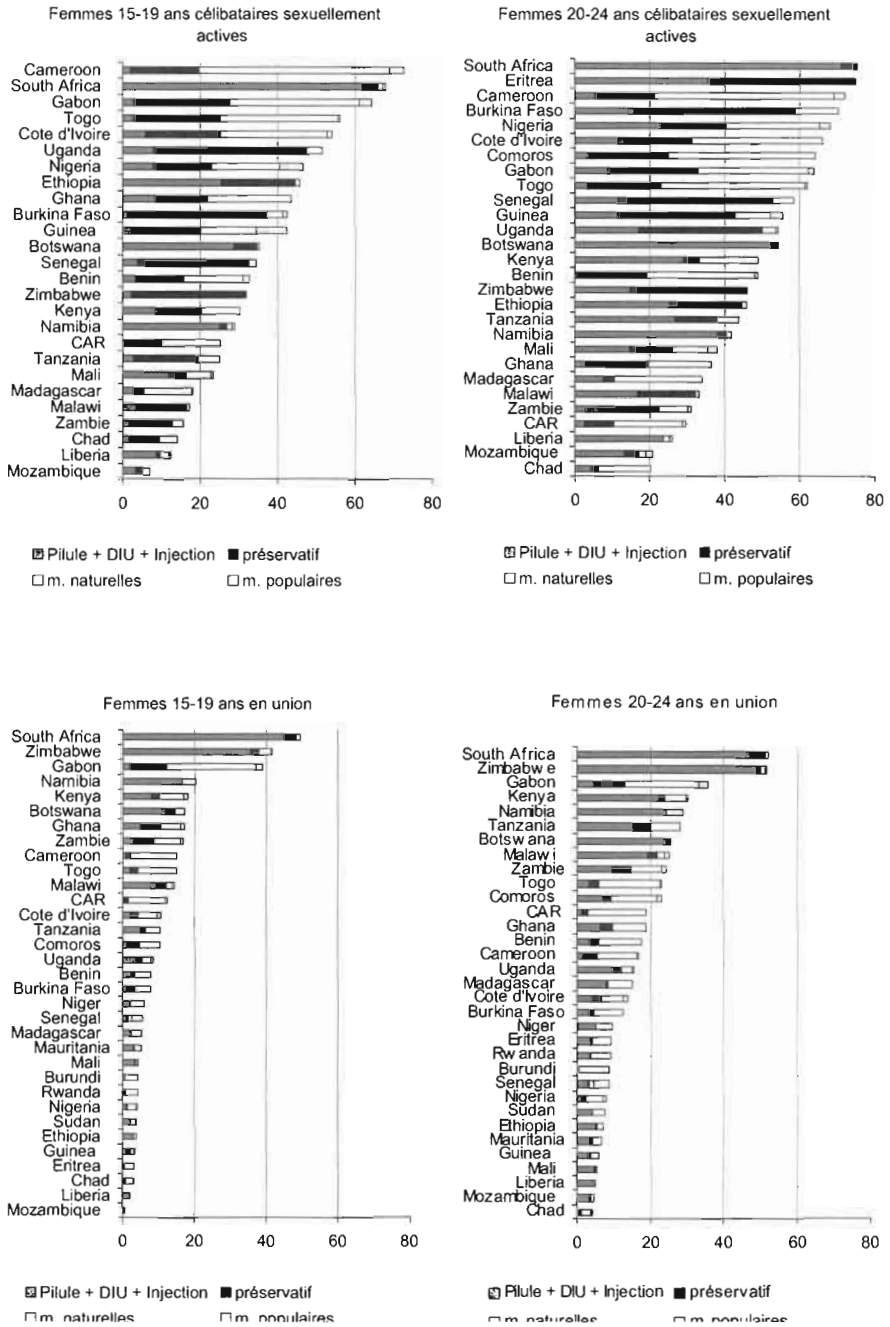 Femmes 15-19 ans célibataires sexuellement
actives
Cameroon
South Africa
Gabon
Togo
Cote d'Ivoire
Uganda
Nigeria
Ethiopia
Ghana
Burkina Faso
Guinea
Botswana
Senegal
Benin
Zimbabwe
Kenya
Namibia
CAR
Tanzania
Mali
Madagascar
Malawi
Zambie
Chad
Liberia
Mozambique
0 20 40 60 80
Pilule + DIU + Injection préservatif
m. naturelles m. populaires
Femmes 20-24 ans célibataires sexuellement
actives
South Africa
Eritrea
Cameroon
Burkina Faso
Nigeria
Cote d'Ivoire
Comoros
Gabon
Togo
Senegal
Guinea
Uganda
Botswana
Kenya
Benin
Zimbabwe
Ethiopia
Tanzania
Namibia
Mali
Ghana
Madagascar
Malawi
Zambie
CAR
Liberia
Mozambique
Chad
0 20 40 60 80
Pilule + DIU + Injection préservatif
m. naturelles m. populaires
Femmes 15-19 ans en union
South Africa
Zimbabwe
Gabon
Namibia
Kenya
Botswana
Ghana
Zambie
Cameroon
Togo
Malawi
CAR
Cote d'Ivoire
Tanzania
Comoros
Uganda
Benin
Burkina Faso
Niger
Senegal
Madagascar
Mauritania
Mali
Burundi
Rwanda
Nigeria
Sudan
Ethiopia
Guinea
Eritrea
Chad
Liberia
Mozambique
0 20 40 60 80
Pilule + DIU + Injection préservatif
m. naturelles m. populaires
Femmes 20-24 ans en union
South Africa
Zimbabwe
Gabon
Kenya
Namibia
Tanzania
Botswana
Malawi
Zambie
Togo
Comoros
CAR
Ghana
Benin
Cameroon
Uganda
Madagascar
Cote d'Ivoire
Burkina Faso
Niger
Eritrea
Rwanda
Burundi
Senegal
Nigeria
Sudan
Ethiopia
Mauritania
Guinea
Mali
Liberia
Mozambique
Chad
0 20 40 60 80
Pilule + DIU + Injection préservatif
m. naturelles m. populaires